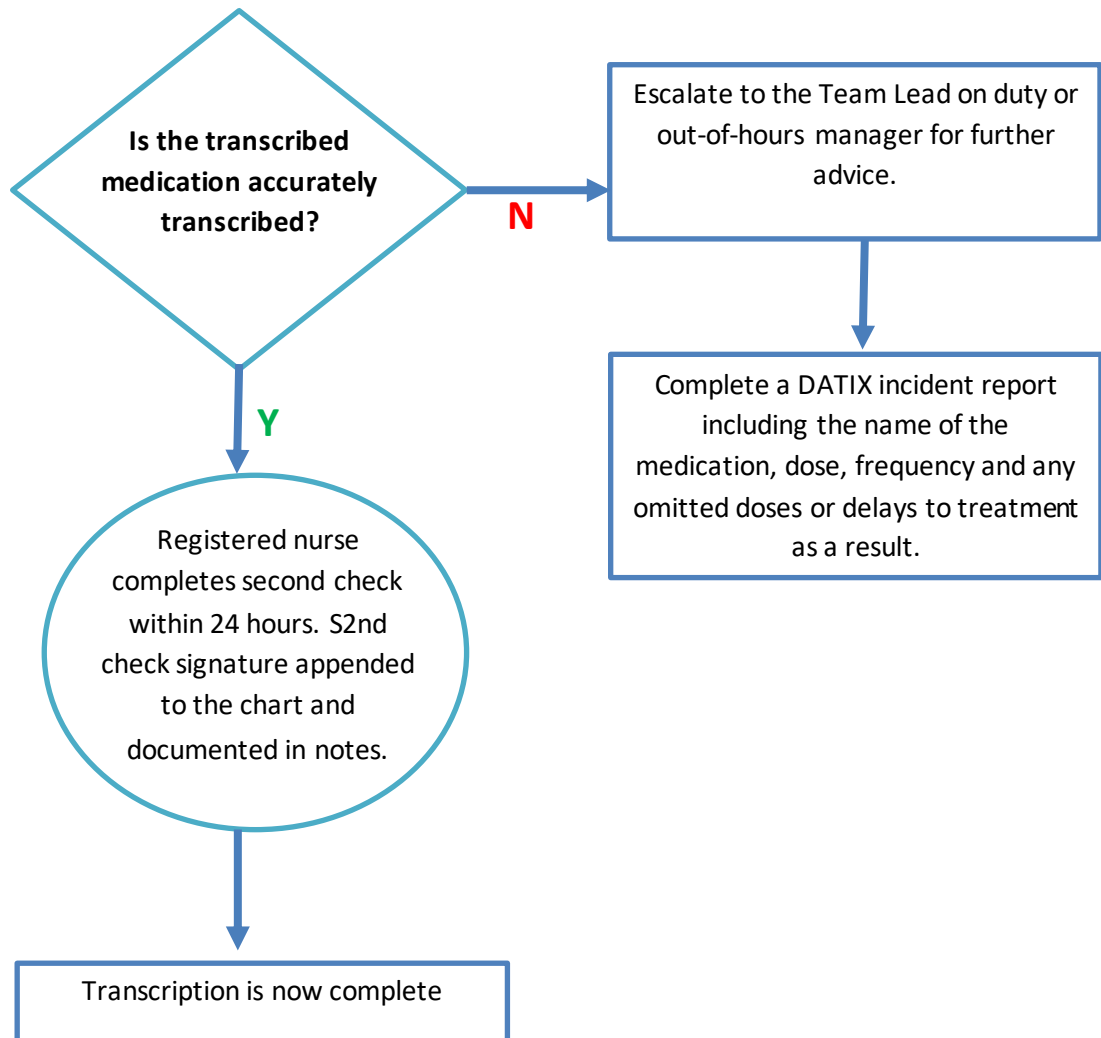 Is the transcribed
medication accurately
transcribed?
N
Escalate to the Team Lead on duty or
out-of-hours manager for further
advice.
Complete a DATIX incident report
including the name of the
medication, dose, frequency and any
omitted doses or delays to treatment
as a result.
Y
Registered nurse
completes second check
within 24 hours. S2nd
check signature appended
to the chart and
documented in notes.
Transcription is now complete